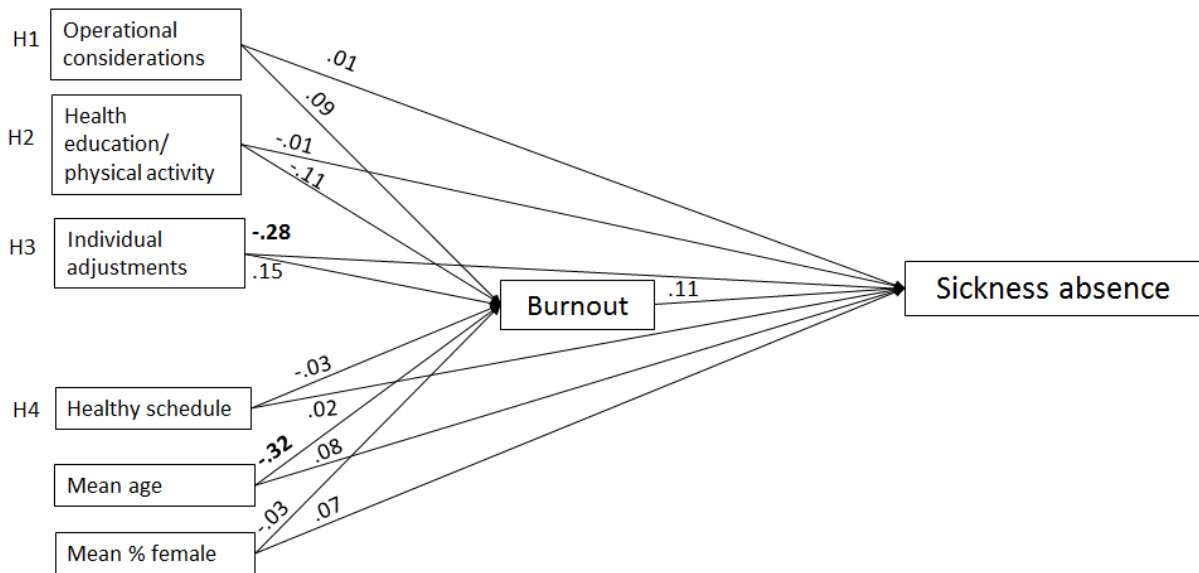 H1
Operational
considerations
.01
.09
H2
Health
education/
physical activity
-.01
-.11
H3
Individual
adjustments
-.28
.15
Burnout
.11
Sickness absence
H4
Healthy schedule
-.03
.02
Mean age
-.32
.08
Mean % female
-.03
.07